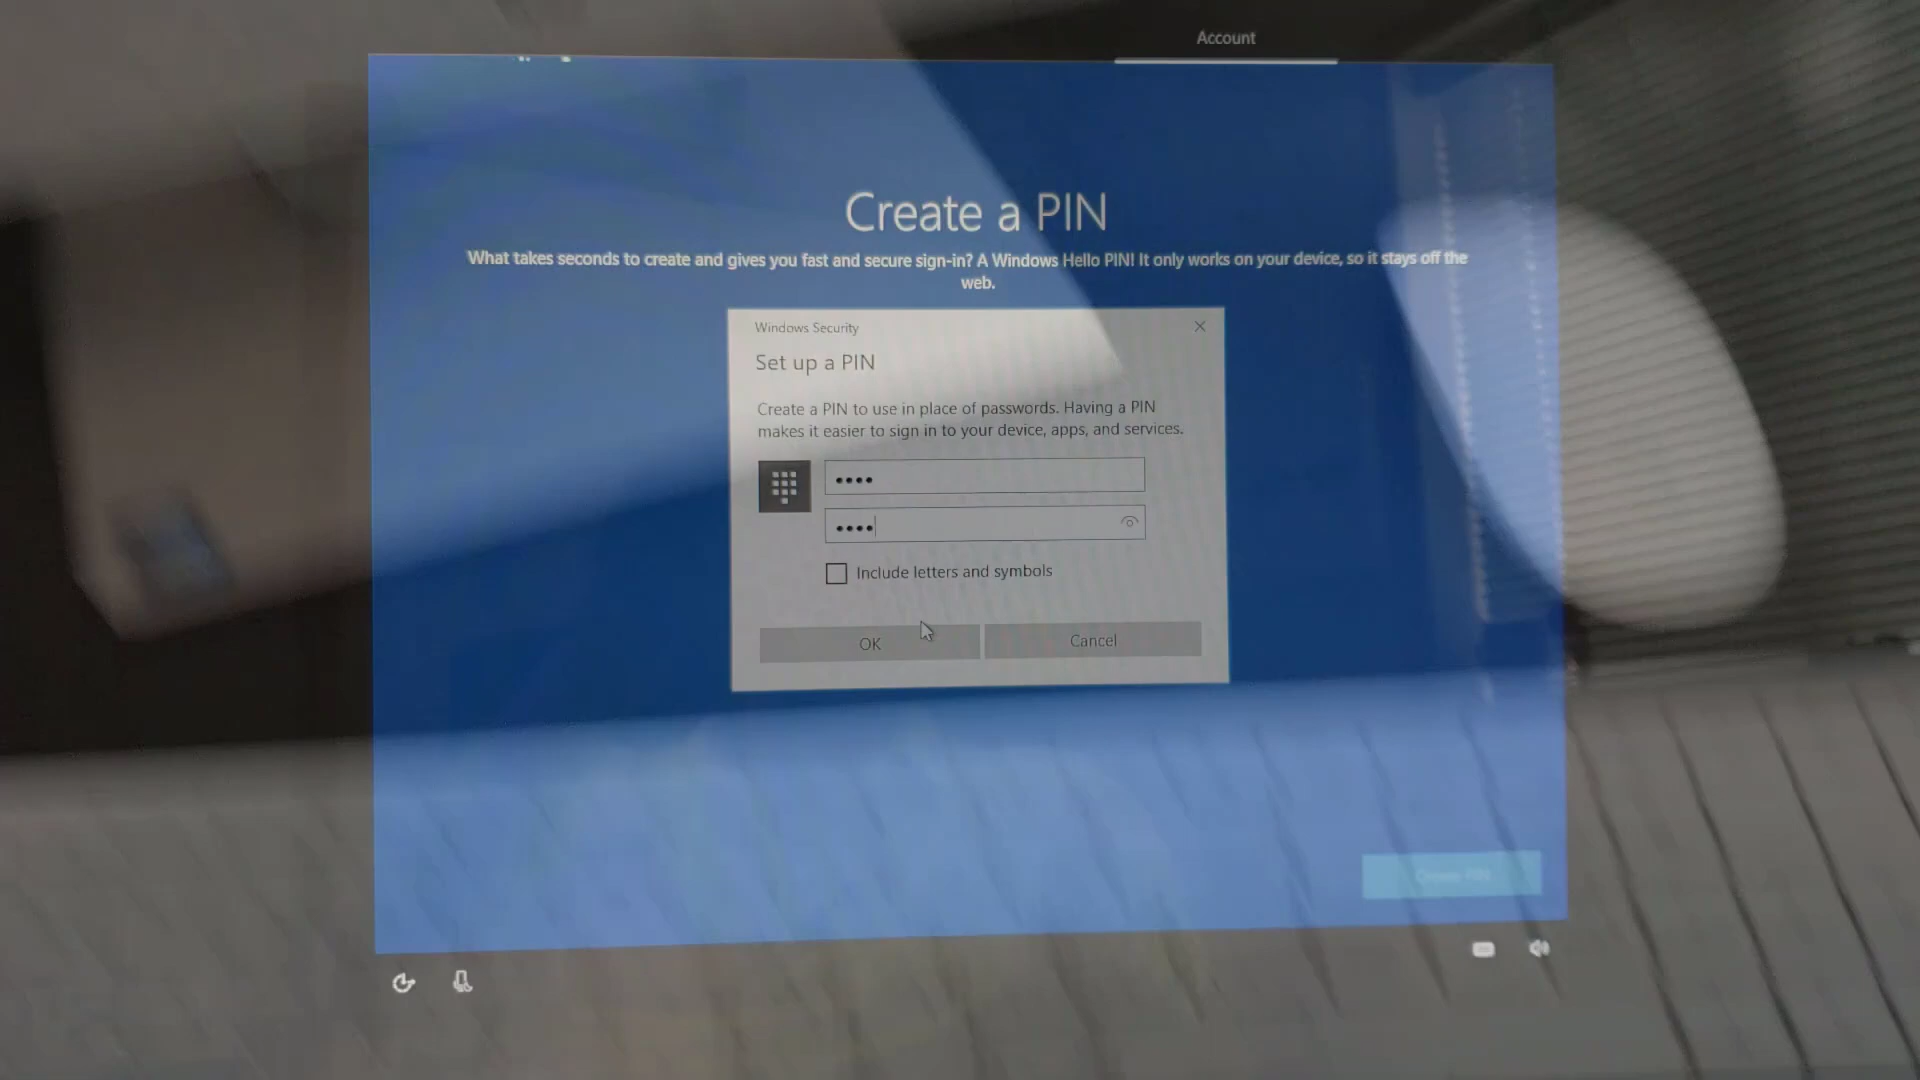 Account
Create a PIN
What takes seconds to create and gives you fast and secure sign-in? A Windows Hello PIN! It only works on your device, so it stays off the
web.
Windows Security
Set up a PIN
Create a PIN to use in place of passwords. Having a PIN
makes it easier to sign in to your device, apps, and services.
Include letters and symbols
OK
Cancel
Create PIN